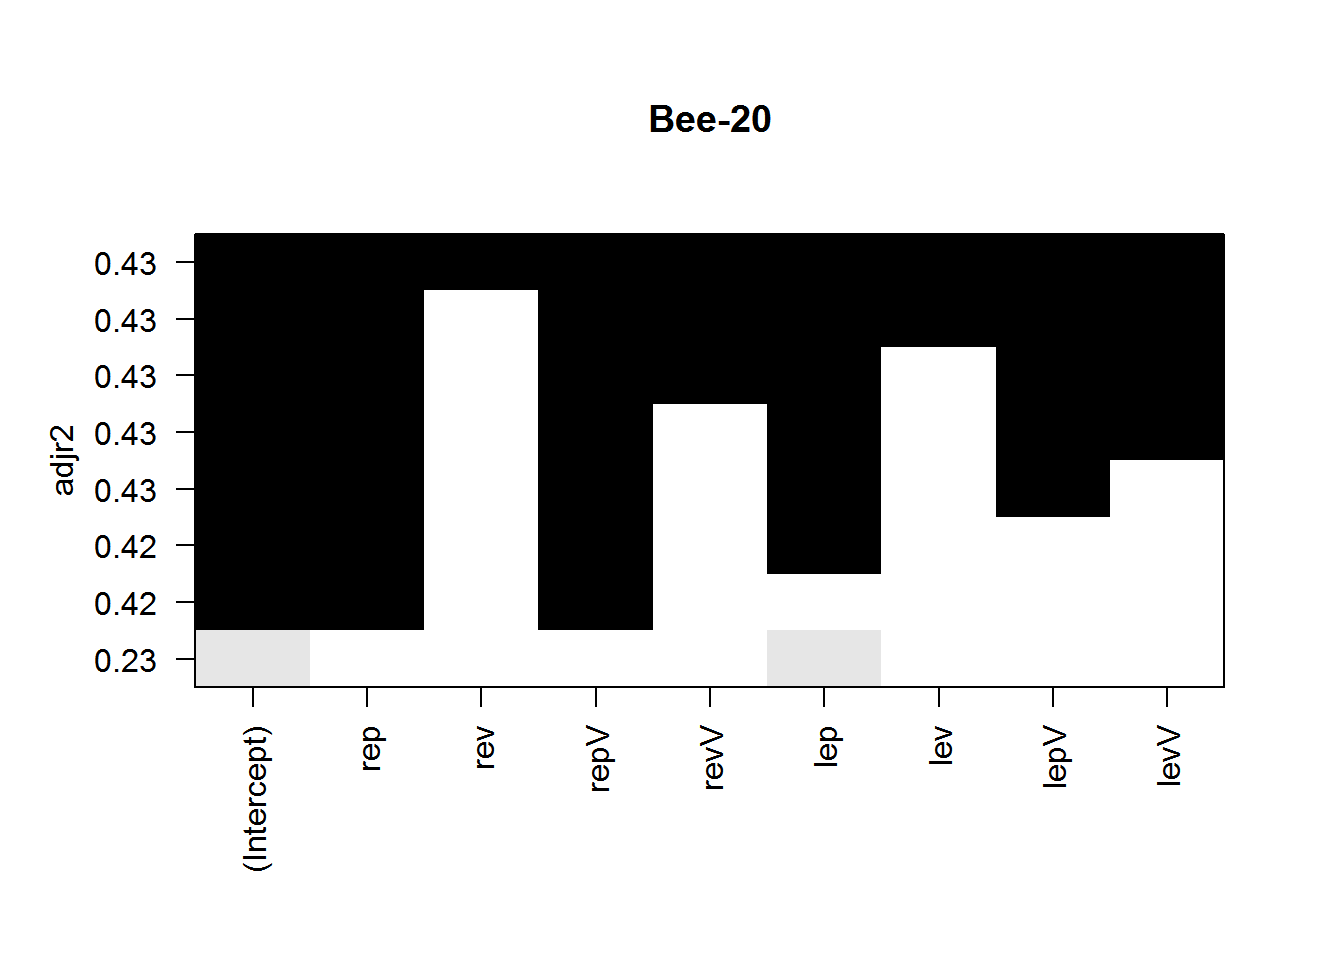 Bee-20
adjr2
0.43
0.43
0.43
0.43
0.43
0.42
0.42
0.23
(Intercept)
rep
rev
repV
revV
lep
lev
lepV
levV